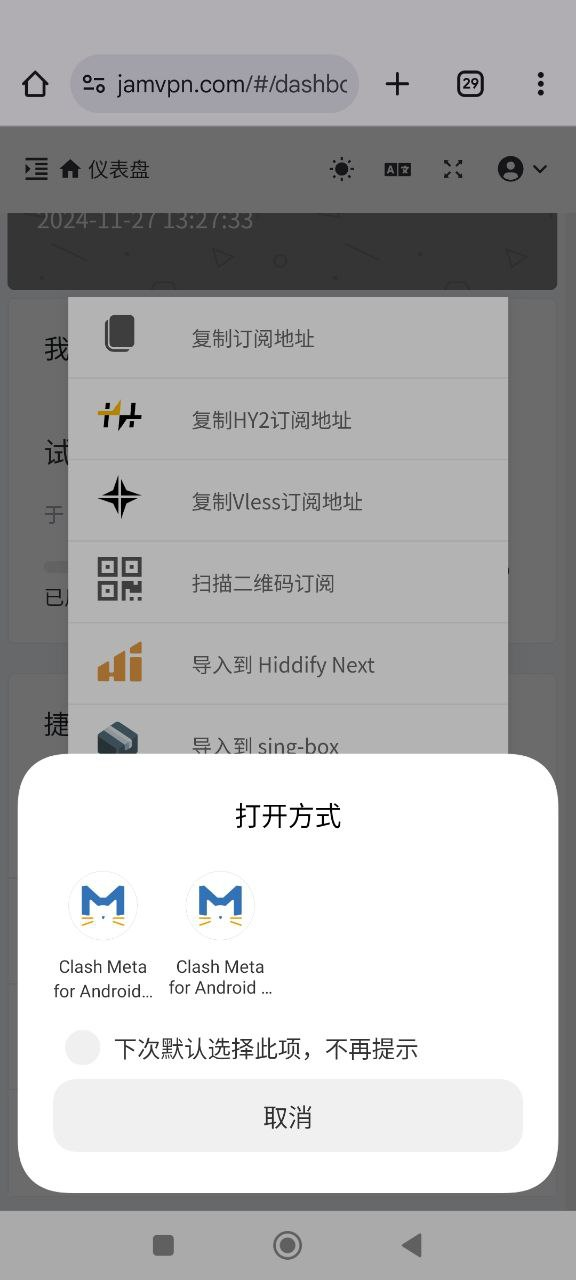 jamvpn.com/#/dashbo
29
仪表盘
2024-11-27 13:27:33
我
复制订阅地址
复制HY2订阅地址
试
复制Vless订阅地址
于
扫描二维码订阅
已
导入到 Hiddify Next
捷
导入到 sing-box
打开方式
Clash Meta
for Android...
Clash Meta
for Android ...
下次默认选择此项，不再提示
取消